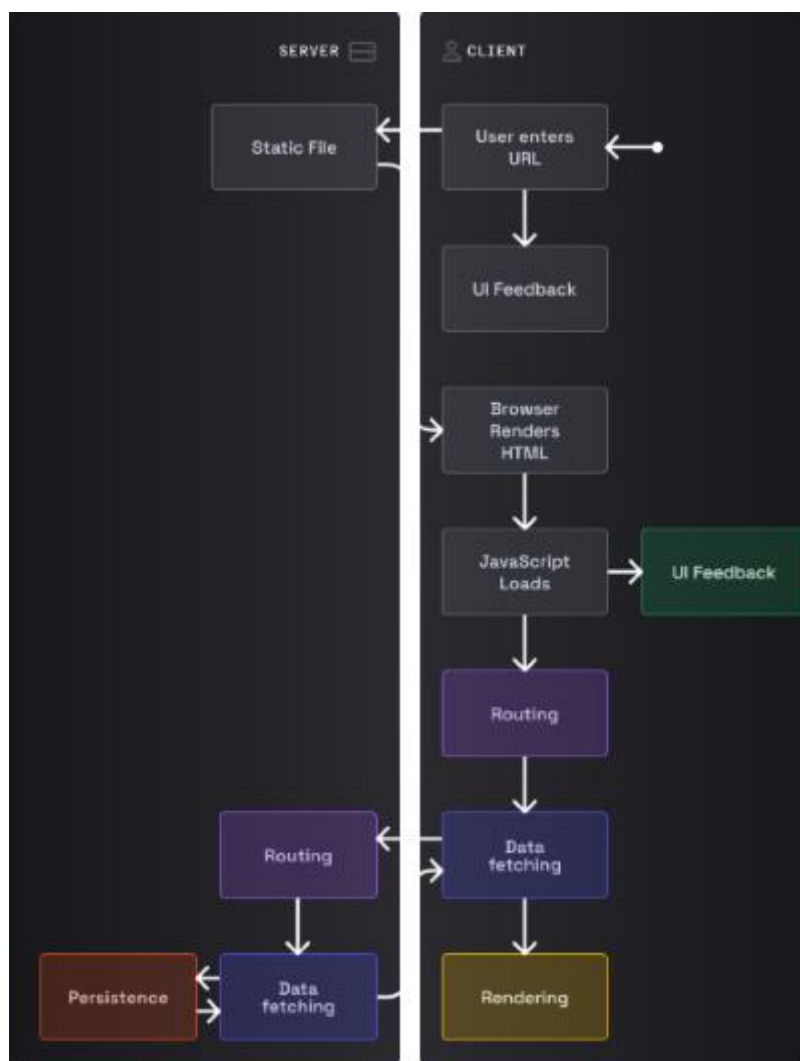 SERVER
CLIENT
Static File
User enters
URL
UI Feedback
Browser
Renders
HTML
JavaScript
Loads
UI Feedback
Routing
Routing
Data
fetching
Persistence
Data
fetching
Rendering